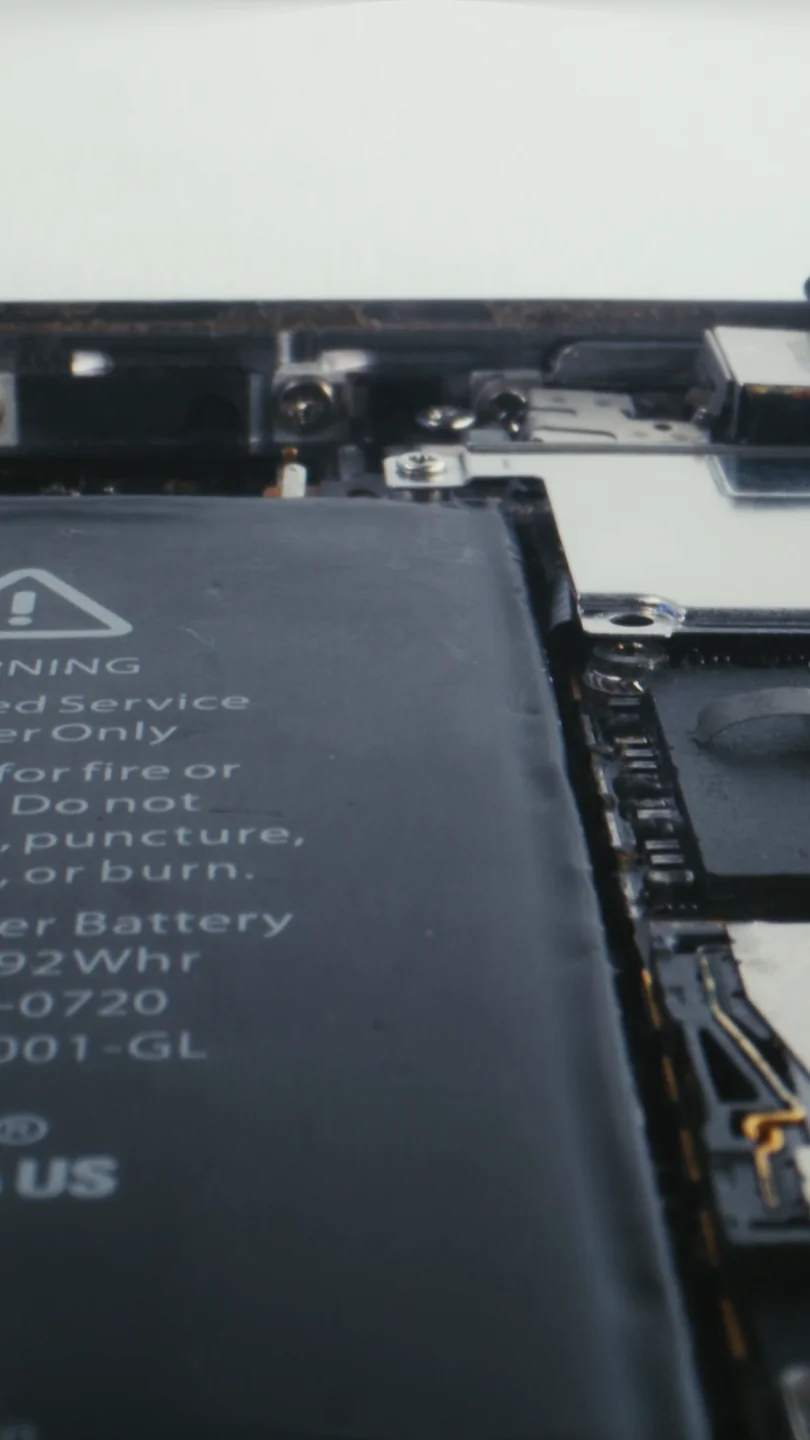 NING
ed Service
er Only
for fire or
Do not
, puncture,
, or burn.
er Battery
92Whr
-0720
001-GL
®
US